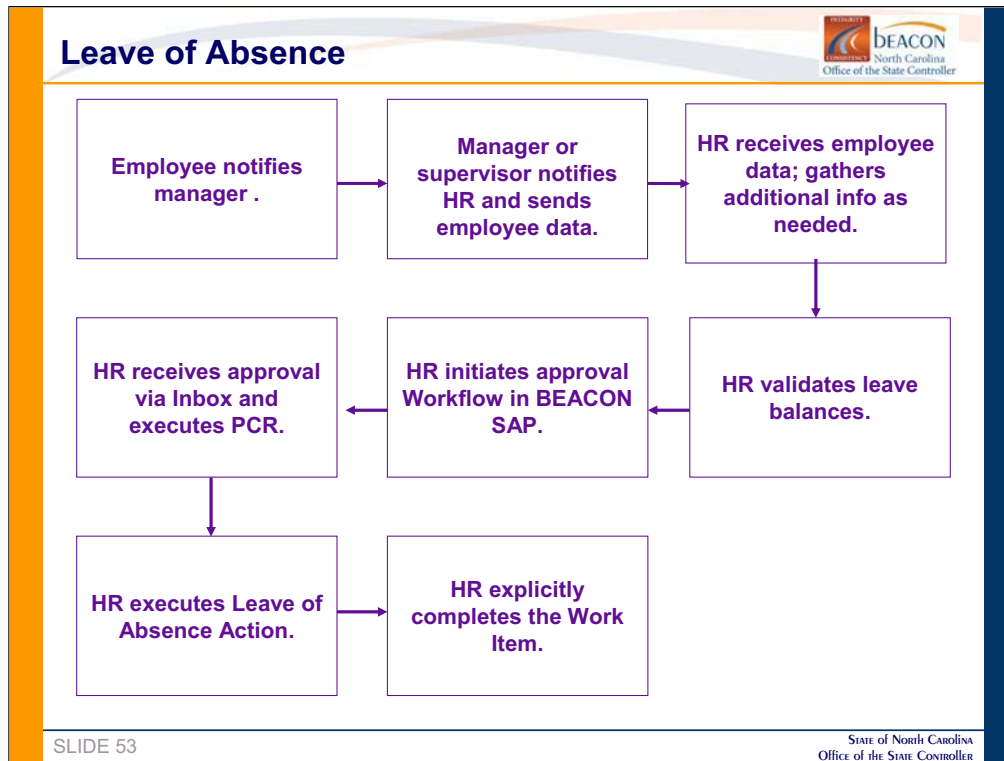 Leave of Absence
INTEGRITY
CONSISTENCY
bEACON
North Carolina
Office of the State Controller
Employee notifies
manager .
Manager or
supervisor notifies
HR and sends
employee data.
HR receives employee
data; gathers
additional info as
needed.
HR receives approval
via Inbox and
executes PCR.
HR initiates approval
Workflow in BEACON
SAP.
HR validates leave
balances.
HR executes Leave of
Absence Action.
HR explicitly
completes the Work
Item.
SLIDE 53
State of North Carolina
Office of the State Controller